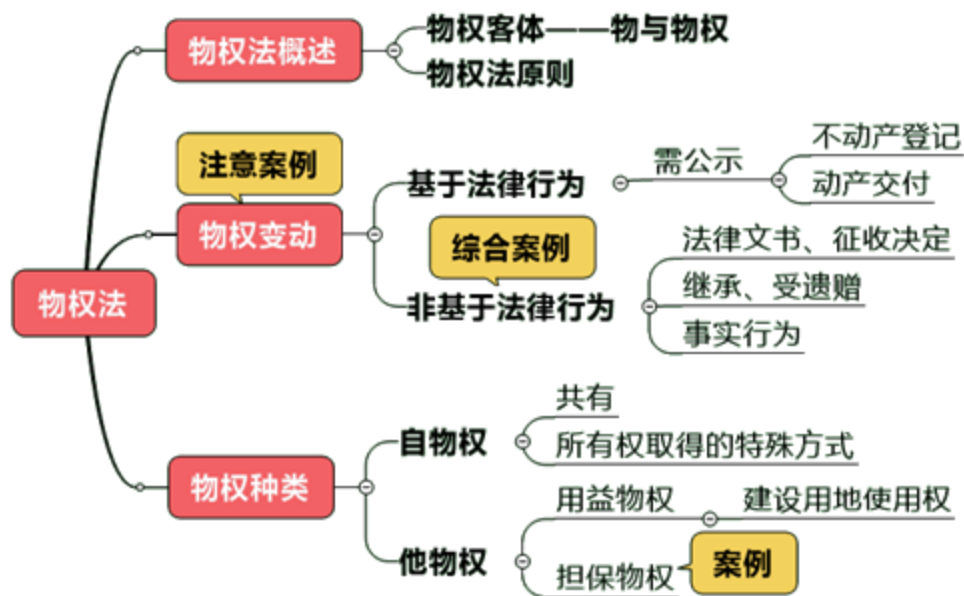 物权法
物权法概述
物权客体——物与物权
物权法原则
注意案例
物权变动
基于法律行为
需公示
不动产登记
动产交付
综合案例
非基于法律行为
法律文书、征收决定
继承、受遗赠
事实行为
物权种类
自物权
共有
所有权取得的特殊方式
他物权
用益物权
建设用地使用权
担保物权
案例